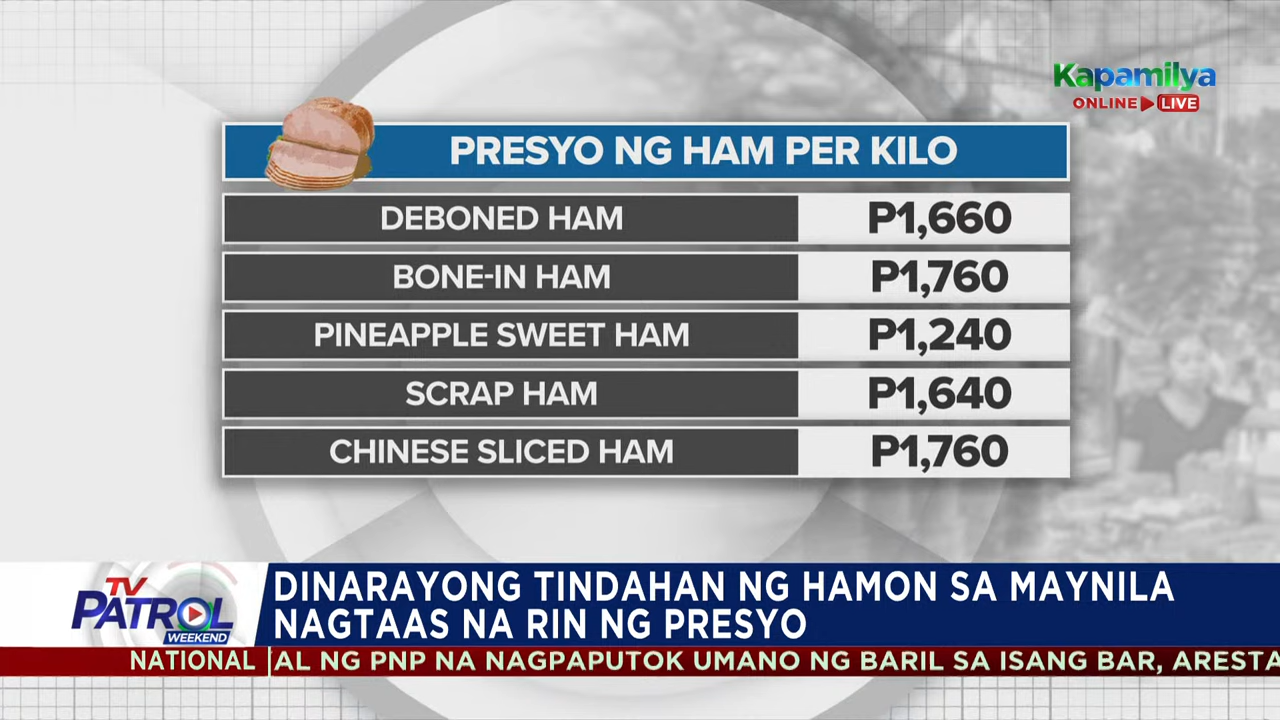 Kapamilya
ONLINE LIVE
PRESYO NG HAM PER KILO
DEBONED HAM P1,660
BONE-IN HAM P1,760
PINEAPPLE SWEET HAM P1,240
SCRAP HAM P1,640
CHINESE SLICED HAM P1,760
TV PATROL WEEKEND
DINARAYONG TINDAHAN NG HAMON SA MAYNILA
NAGTAAS NA RIN NG PRESYO
NATIONAL AL NG PNP NA NAGPAPUTOK UMANO NG BARIL SA ISANG BAR, ARESTA